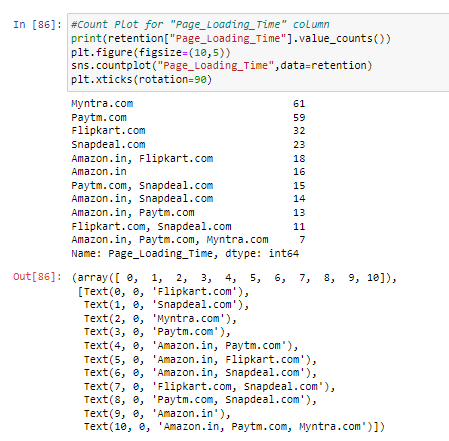 In [86]: #Count Plot for "Page_Loading_Time" column
print(retention["Page_Loading_Time"].value_counts())
plt.figure(figsize=(10,5))
sns.countplot("Page_Loading_Time",data=retention)
plt.xticks(rotation=90)
Myntra.com 61
Paytm.com 59
Flipkart.com 32
Snapdeal.com 23
Amazon.in, Flipkart.com 18
Amazon.in 16
Paytm.com, Snapdeal.com 15
Amazon.in, Snapdeal.com 14
Amazon.in, Paytm.com 13
Flipkart.com, Snapdeal.com 11
Amazon.in, Paytm.com, Myntra.com 7
Name: Page_Loading_Time, dtype: int64
Out[86]: (array([ 0, 1, 2, 3, 4, 5, 6, 7, 8, 9, 10]),
[Text(0, 0, 'Flipkart.com'),
Text(1, 0, 'Snapdeal.com'),
Text(2, 0, 'Myntra.com'),
Text(3, 0, 'Paytm.com'),
Text(4, 0, 'Amazon.in, Paytm.com'),
Text(5, 0, 'Amazon.in, Flipkart.com'),
Text(6, 0, 'Amazon.in, Snapdeal.com'),
Text(7, 0, 'Flipkart.com, Snapdeal.com'),
Text(8, 0, 'Paytm.com, Snapdeal.com'),
Text(9, 0, 'Amazon.in'),
Text(10, 0, 'Amazon.in, Paytm.com, Myntra.com')])